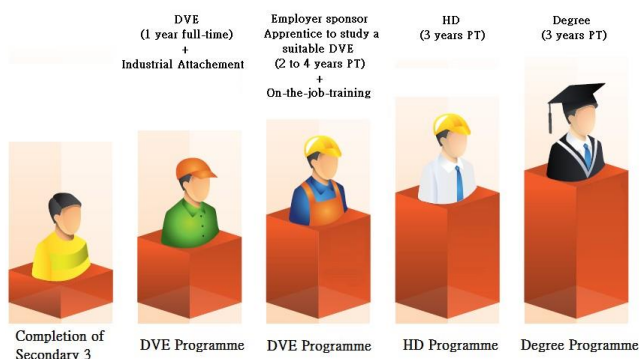 DVE
(1 year full-time)
+
Industrial Attachement
Employer sponsor
Apprentice to study a
suitable DVE
(2 to 4 years PT)
+
On-the-job-training
HD
(3 years PT)
Degree
(3 years PT)
Completion of
Secondary 3
DVE Programme
DVE Programme
HD Programme
Degree Programme